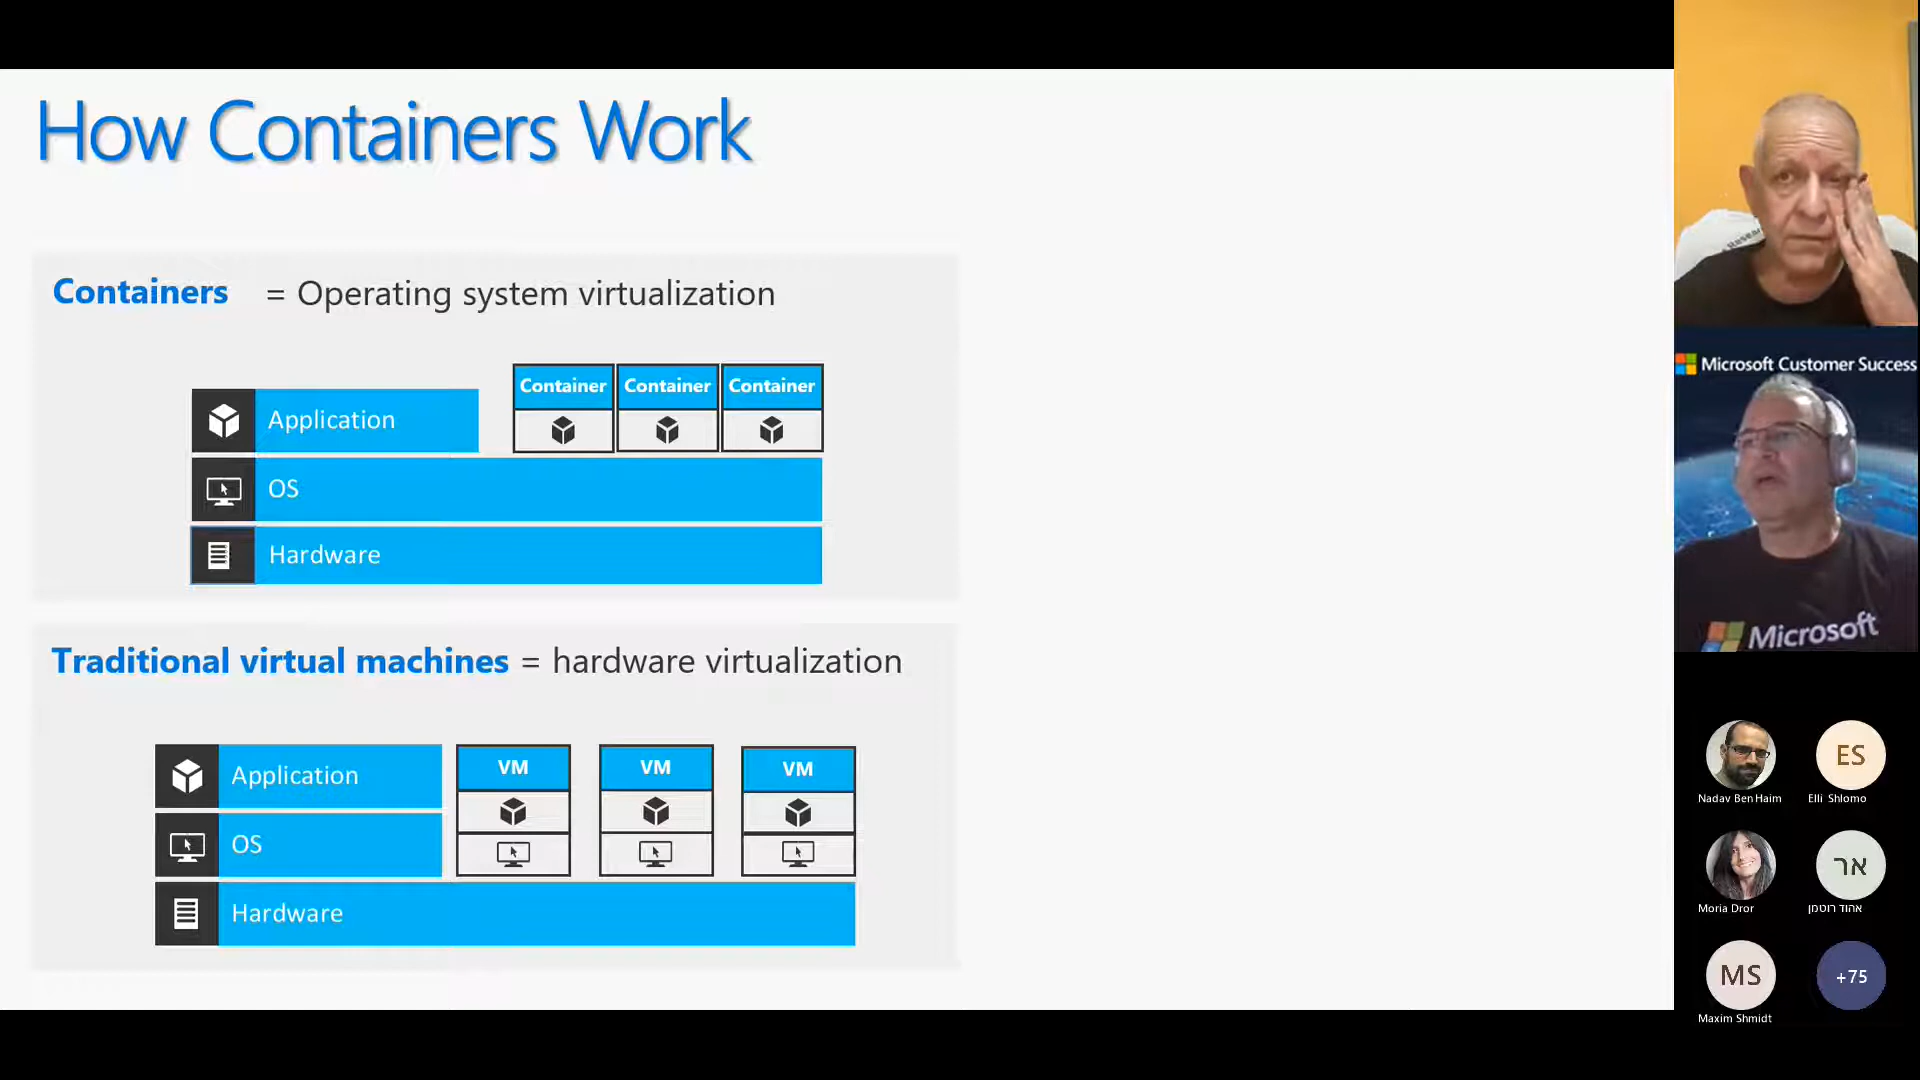 How Containers Work
Containers = Operating system virtualization
Container Container Container
Application
OS
Hardware
Traditional virtual machines = hardware virtualization
VM VM VM
Application
OS
Hardware
Resea
Microsoft Customer Success
Microsoft
ES
Nadav Ben Haim
Elli Shlomo
אר
Moria Dror
אהוד רוטמן
MS
+75
Maxim Shmidt